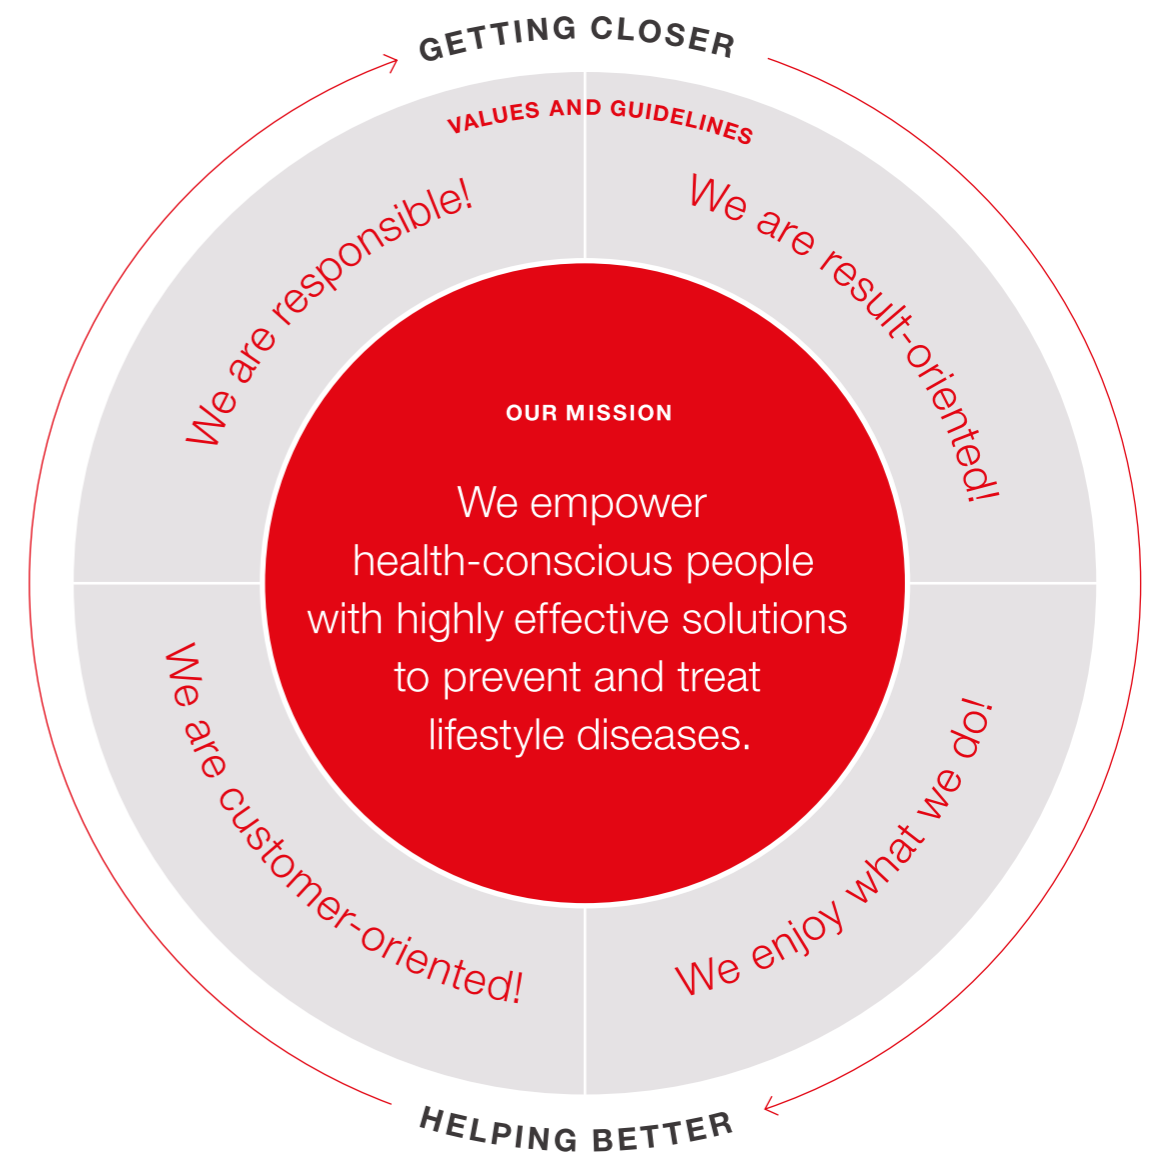 GETTING CLOSER
VALUES AND GUIDELINES
We are responsible!
We are result-oriented!
OUR MISSION
We empower
health-conscious people
with highly effective solutions
to prevent and treat
lifestyle diseases.
We are customer-oriented!
We enjoy what we do!
HELPING BETTER